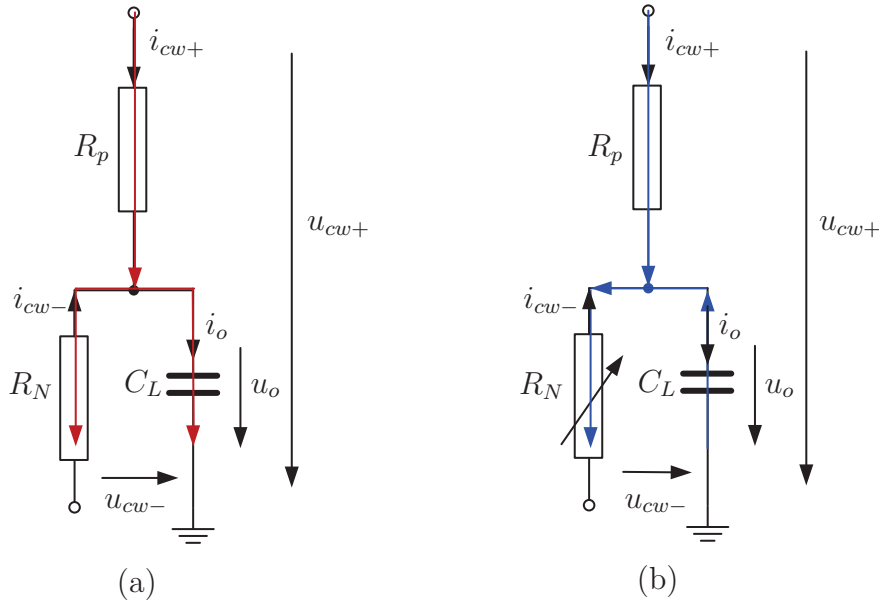 i_{cw+}
R_p
u_{cw+}
i_{cw-}
i_o
R_N
C_L
u_o
u_{cw-}
(a)
i_{cw+}
R_p
u_{cw+}
i_{cw-}
i_o
R_N
C_L
u_o
u_{cw-}
(b)